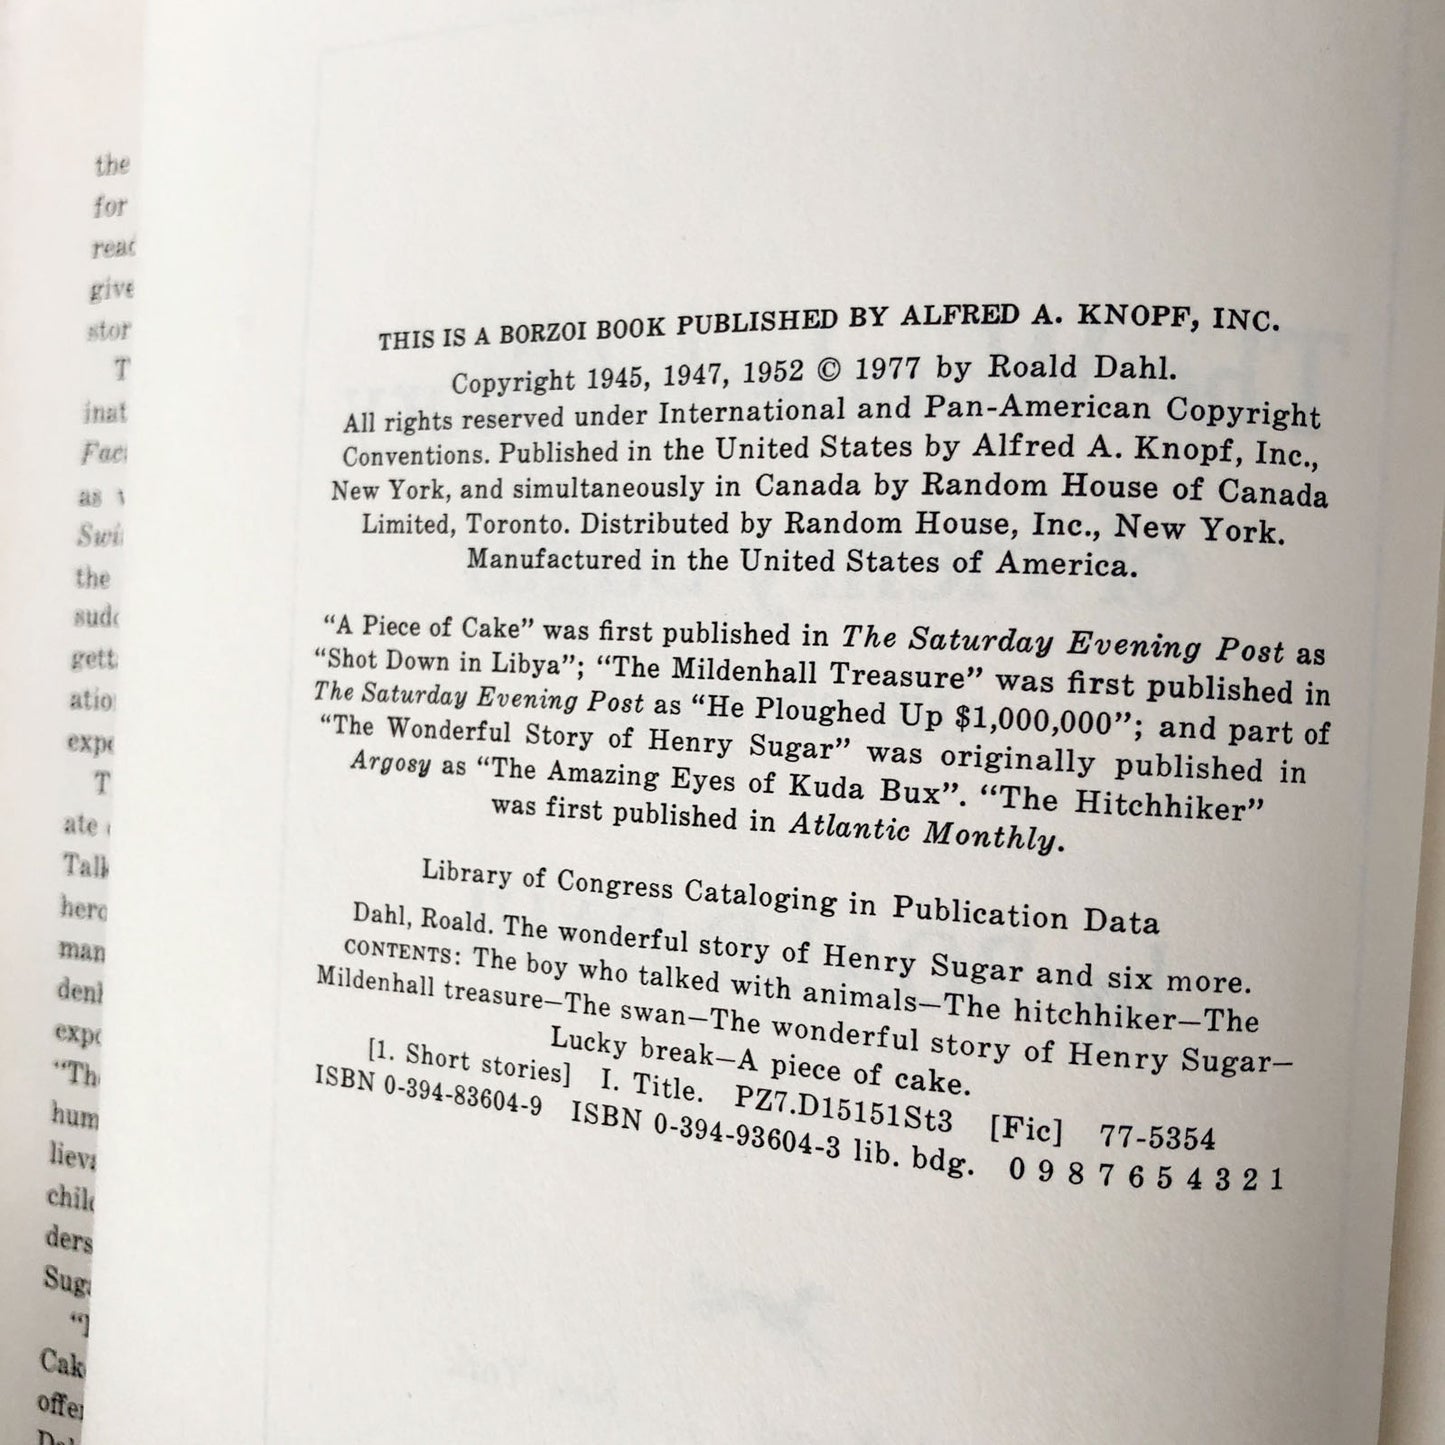 the
for
give
T
as
the
T
ate
man
"Th
THIS IS A BORZOI BOOK PUBLISHED BY ALFRED A. KNOPF, INC.
Copyright 1945, 1947, 1952 © 1977 by Roald Dahl.
All rights reserved under International and Pan-American Copyright
Conventions. Published in the United States by Alfred A. Knopf, Inc.,
New York, and simultaneously in Canada by Random House of Canada
Limited, Toronto. Distributed by Random House, Inc., New York.
Manufactured in the United States of America.
"A Piece of Cake" was first published in The Saturday Evening Post as
"Shot Down in Libya"; "The Mildenhall Treasure" was first published in
The Saturday Evening Post as "He Ploughed Up $1,000,000"; and part of
"The Wonderful Story of Henry Sugar" was originally published in
Argosy as "The Amazing Eyes of Kuda Bux". "The Hitchhiker"
was first published in Atlantic Monthly.
Library of Congress Cataloging in Publication Data
Dahl, Roald. The wonderful story of Henry Sugar and six more.
CONTENTS: The boy who talked with animals—The hitchhiker—The
Mildenhall treasure—The swan—The wonderful story of Henry Sugar—
Lucky break—A piece of cake.
[1. Short stories] I. Title. PZ7.D15151St3 [Fic] 77-5354
ISBN 0-394-83604-9 ISBN 0-394-93604-3 lib. bdg. 0 9 8 7 6 5 4 3 2 1